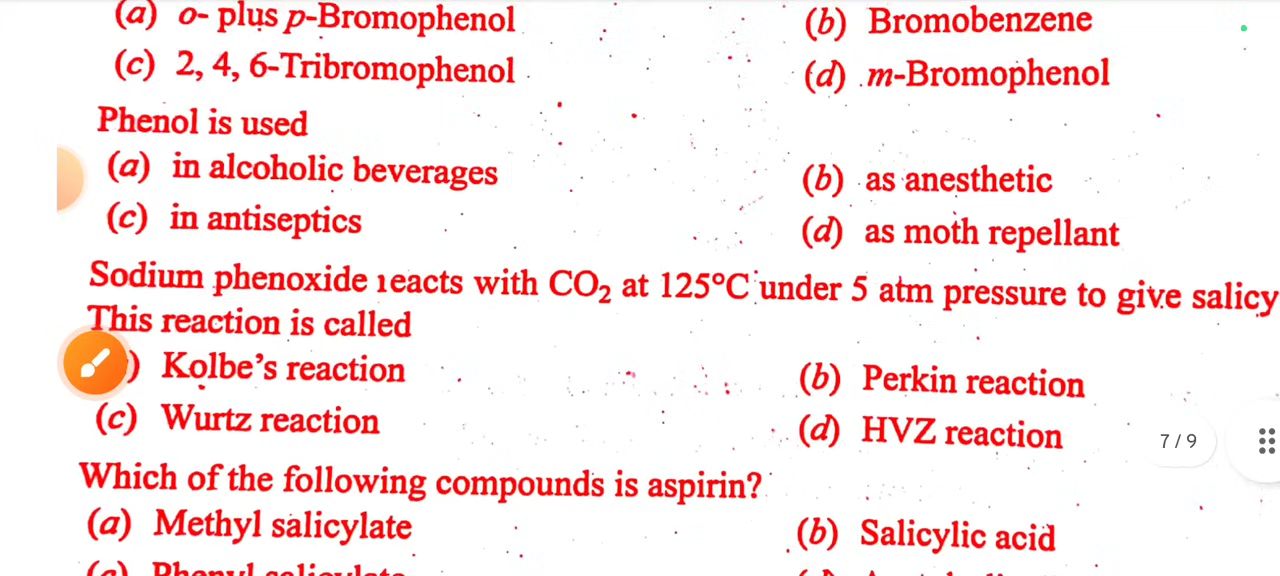 (a) o- plus p-Bromophenol (b) Bromobenzene
(c) 2, 4, 6-Tribromophenol (d) m-Bromophenol
Phenol is used
(a) in alcoholic beverages (b) as anesthetic
(c) in antiseptics (d) as moth repellant
Sodium phenoxide reacts with CO₂ at 125°C under 5 atm pressure to give salicy
This reaction is called
) Kolbe's reaction (b) Perkin reaction
(c) Wurtz reaction (d) HVZ reaction
7 / 9
Which of the following compounds is aspirin?
(a) Methyl salicylate (b) Salicylic acid
(c) Phenyl salicylate